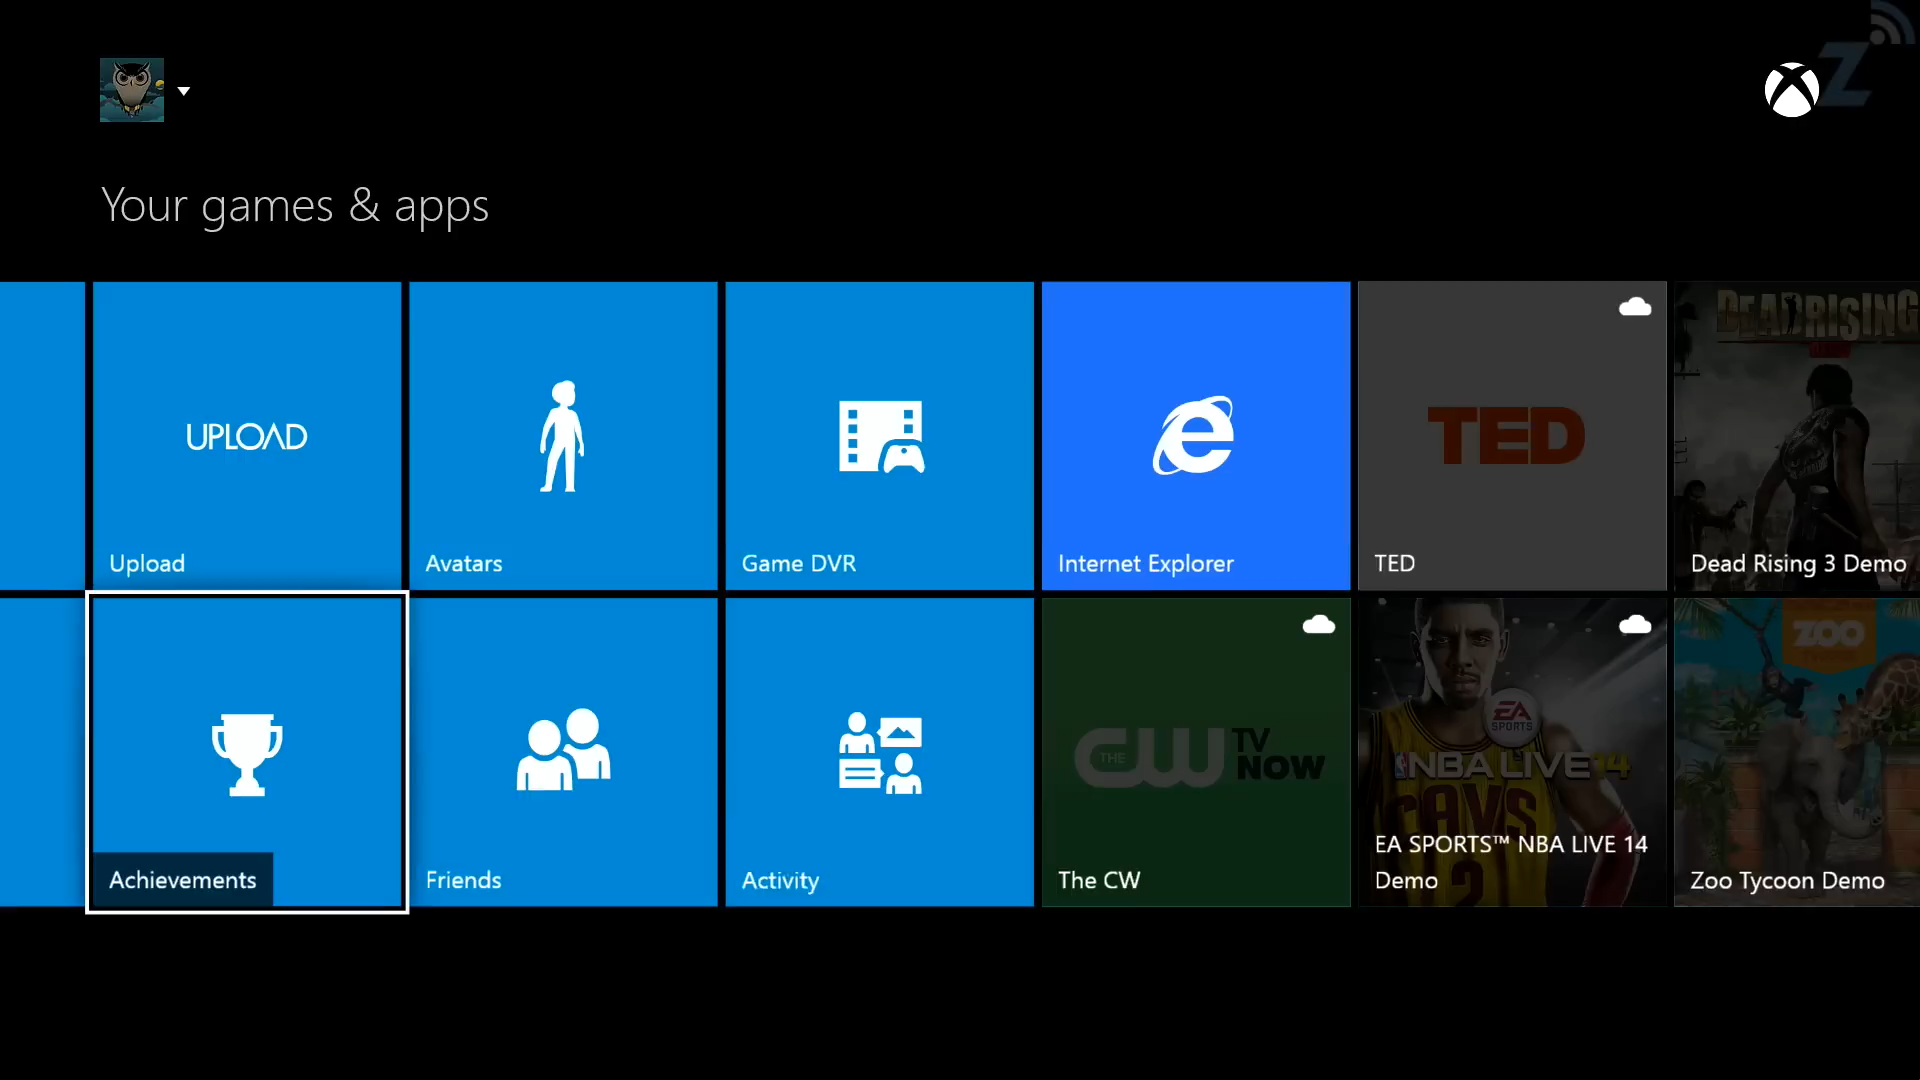 Z
Your games & apps
UPLOAD
Upload
Avatars
Game DVR
Internet Explorer
TED
TED
DEADRISING
Dead Rising 3 Demo
Achievements
Friends
Activity
THE CW TV NOW
The CW
EA SPORTS
NBA LIVE 14
CAVS
2
EA SPORTS™ NBA LIVE 14
Demo
ZOO
Zoo Tycoon Demo